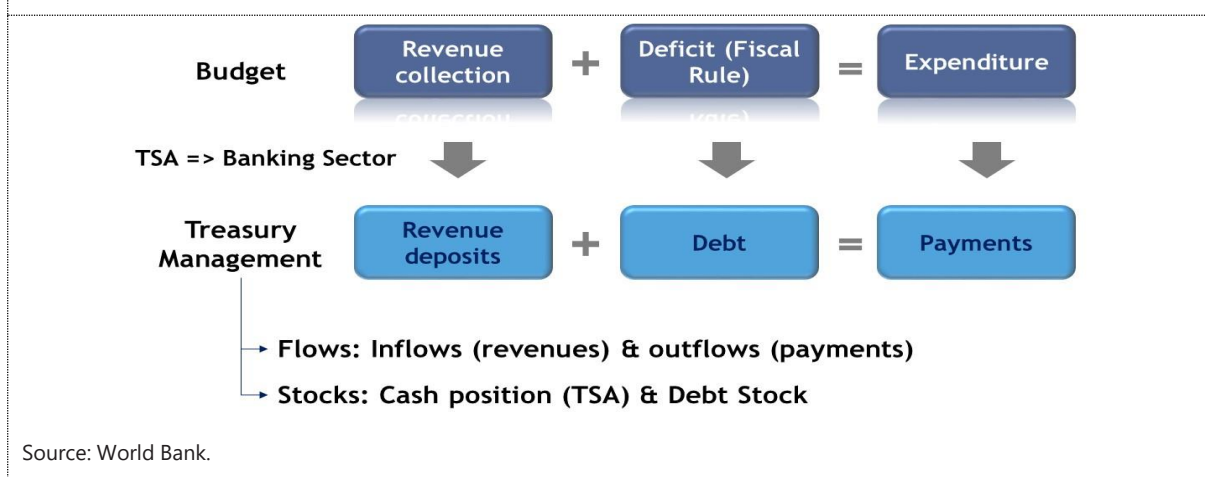 Budget
Revenue
collection
+
Deficit (Fiscal
Rule)
=
Expenditure
TSA => Banking Sector
Treasury
Management
Revenue
deposits
+
Debt
=
Payments
Flows: Inflows (revenues) & outflows (payments)
Stocks: Cash position (TSA) & Debt Stock
Source: World Bank.